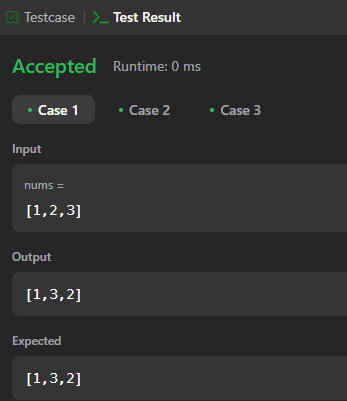 Testcase Test Result
Accepted Runtime: 0 ms
Case 1 Case 2 Case 3
Input
nums =
[1,2,3]
Output
[1,3,2]
Expected
[1,3,2]